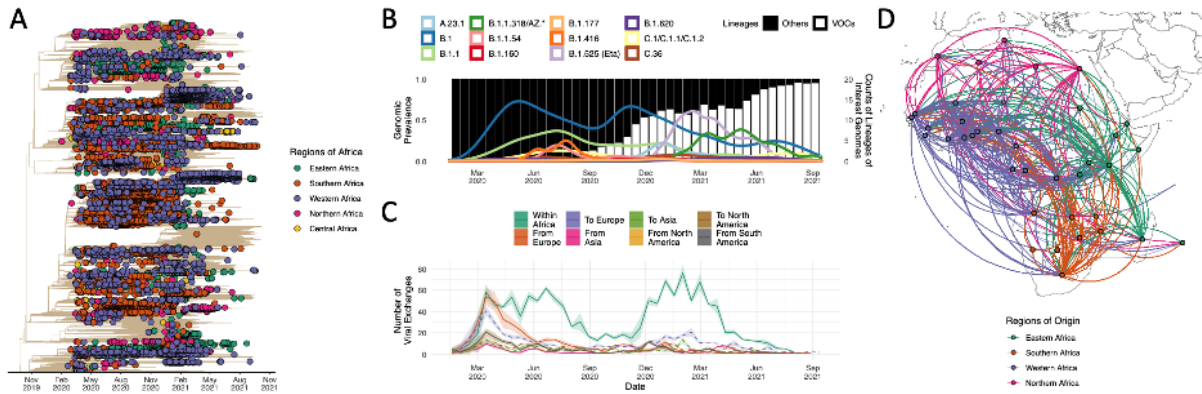 A
Regions of Africa
Eastern Africa
Southern Africa
Western Africa
Northern Africa
Central Africa
Nov 2019
Feb 2020
May 2020
Aug 2020
Nov 2020
Feb 2021
May 2021
Aug 2021
Nov 2021
B
A.23.1
B.1
B.1.1
B.1.1.318/AZ.*
B.1.1.54
B.1.160
B.1.177
B.1.416
B.1.525 (Eta)
B.1.620
C.1/C.1.1/C.1.2
C.36
Lineages
Others
VOCs
Genomic
Prevalence
1.0
0.5
0.0
20
15
10
5
0
Counts of
Lineages of
Interest Genomes
Mar 2020
Jun 2020
Sep 2020
Dec 2020
Mar 2021
Jun 2021
Sep 2021
C
Within Africa
From Europe
To Europe
From Asia
To Asia
From North America
To North America
From South America
Number of
Viral Exchanges
80
60
40
20
0
Mar 2020
Jun 2020
Sep 2020
Dec 2020
Mar 2021
Jun 2021
Sep 2021
Date
D
Regions of Origin
Eastern Africa
Southern Africa
Western Africa
Northern Africa